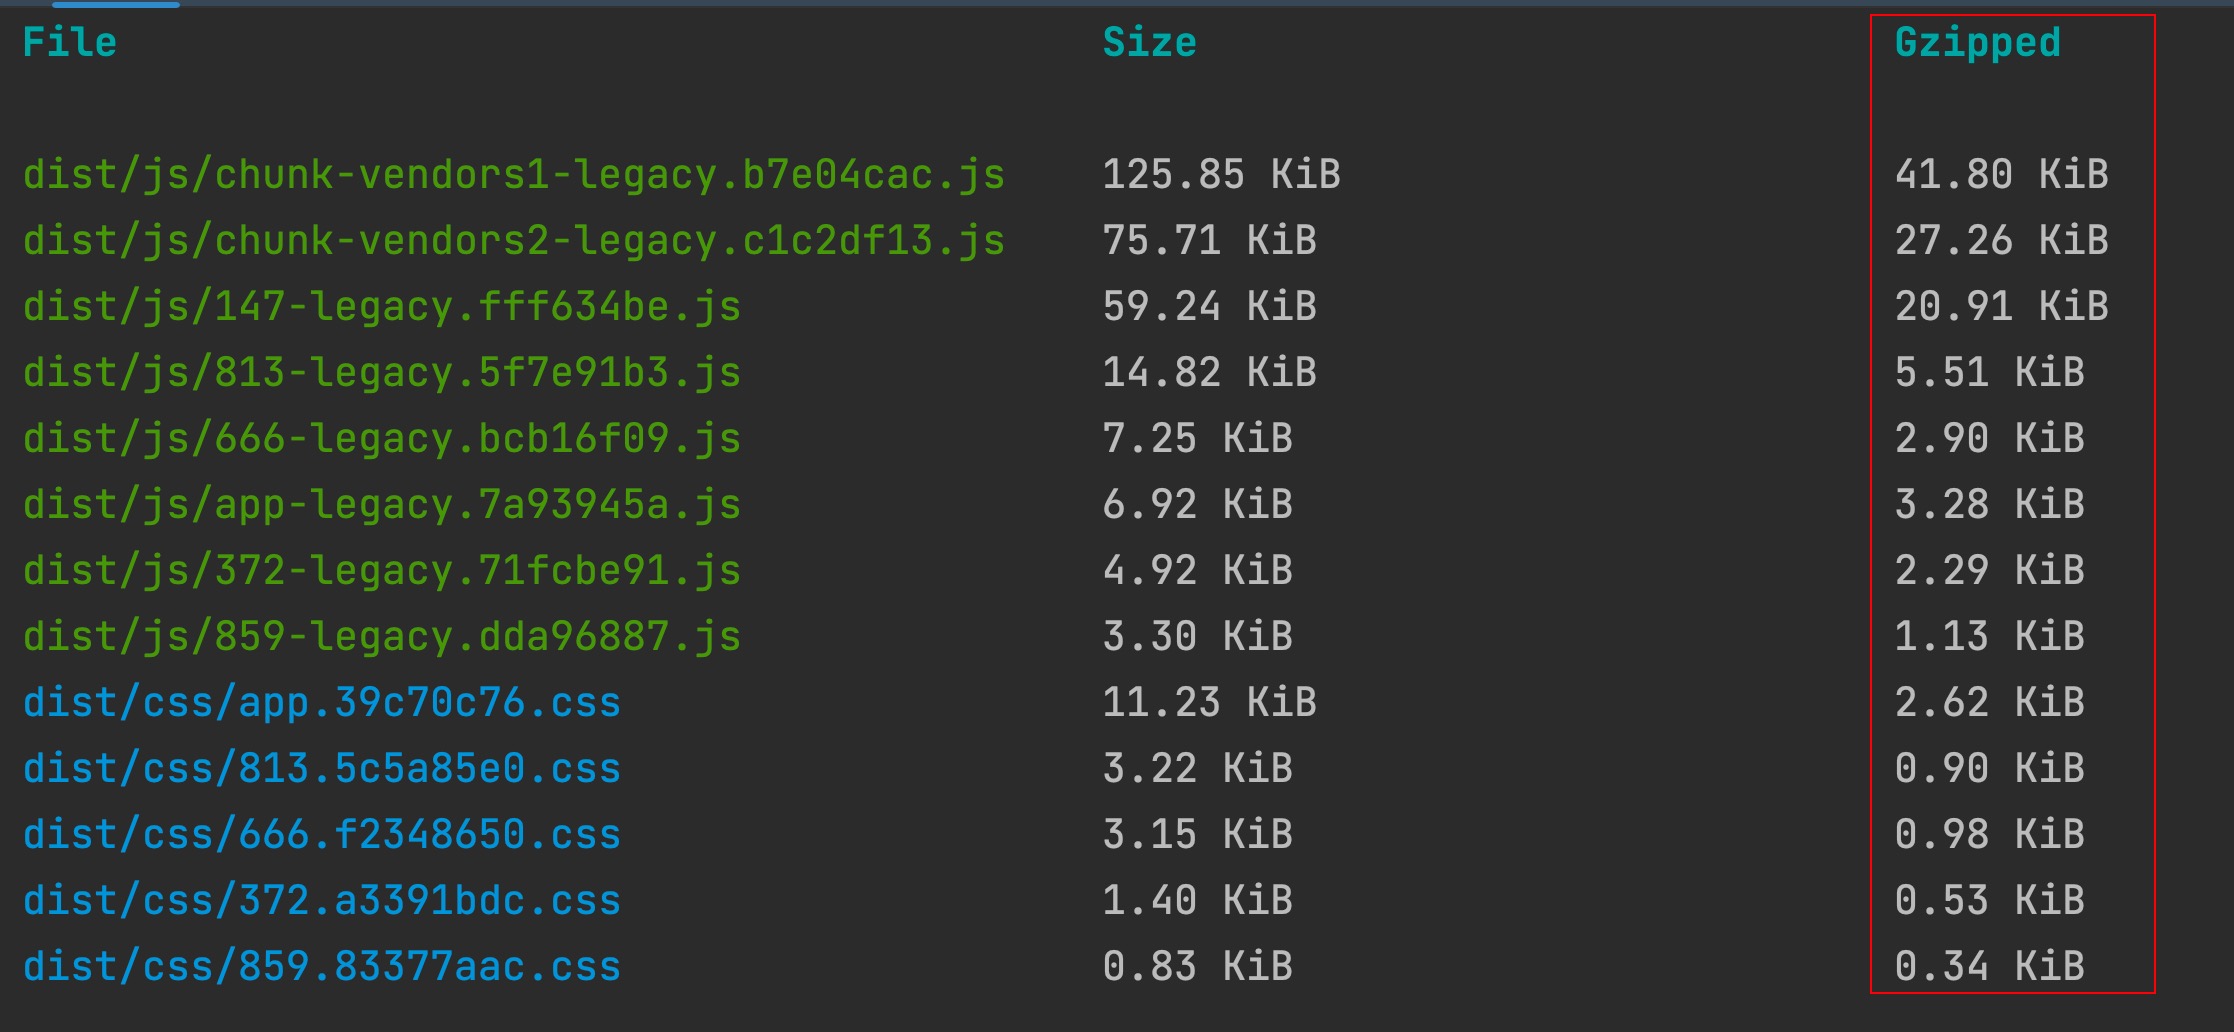 File Size Gzipped
dist/js/chunk-vendors1-legacy.b7e04cac.js 125.85 KiB 41.80 KiB
dist/js/chunk-vendors2-legacy.c1c2df13.js 75.71 KiB 27.26 KiB
dist/js/147-legacy.fff634be.js 59.24 KiB 20.91 KiB
dist/js/813-legacy.5f7e91b3.js 14.82 KiB 5.51 KiB
dist/js/666-legacy.bcb16f09.js 7.25 KiB 2.90 KiB
dist/js/app-legacy.7a93945a.js 6.92 KiB 3.28 KiB
dist/js/372-legacy.71fcbe91.js 4.92 KiB 2.29 KiB
dist/js/859-legacy.dda96887.js 3.30 KiB 1.13 KiB
dist/css/app.39c70c76.css 11.23 KiB 2.62 KiB
dist/css/813.5c5a85e0.css 3.22 KiB 0.90 KiB
dist/css/666.f2348650.css 3.15 KiB 0.98 KiB
dist/css/372.a3391bdc.css 1.40 KiB 0.53 KiB
dist/css/859.83377aac.css 0.83 KiB 0.34 KiB